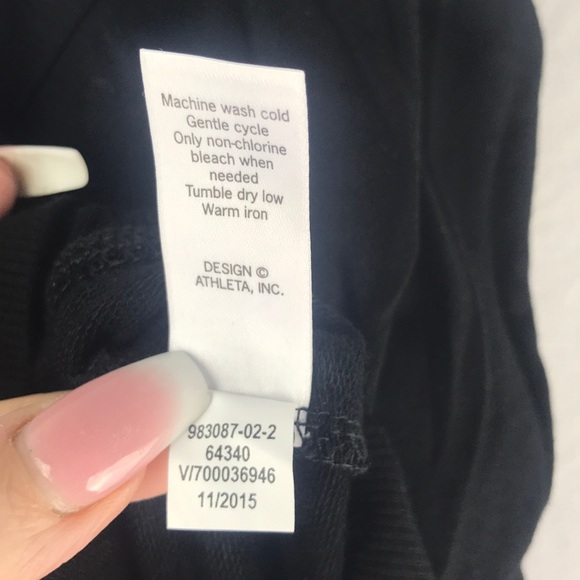 Machine wash cold
Gentle cycle
Only non-chlorine
bleach when
needed
Tumble dry low
Warm iron
DESIGN ©
ATHLETA, INC.
983087-02-2
64340
V/700036946
11/2015